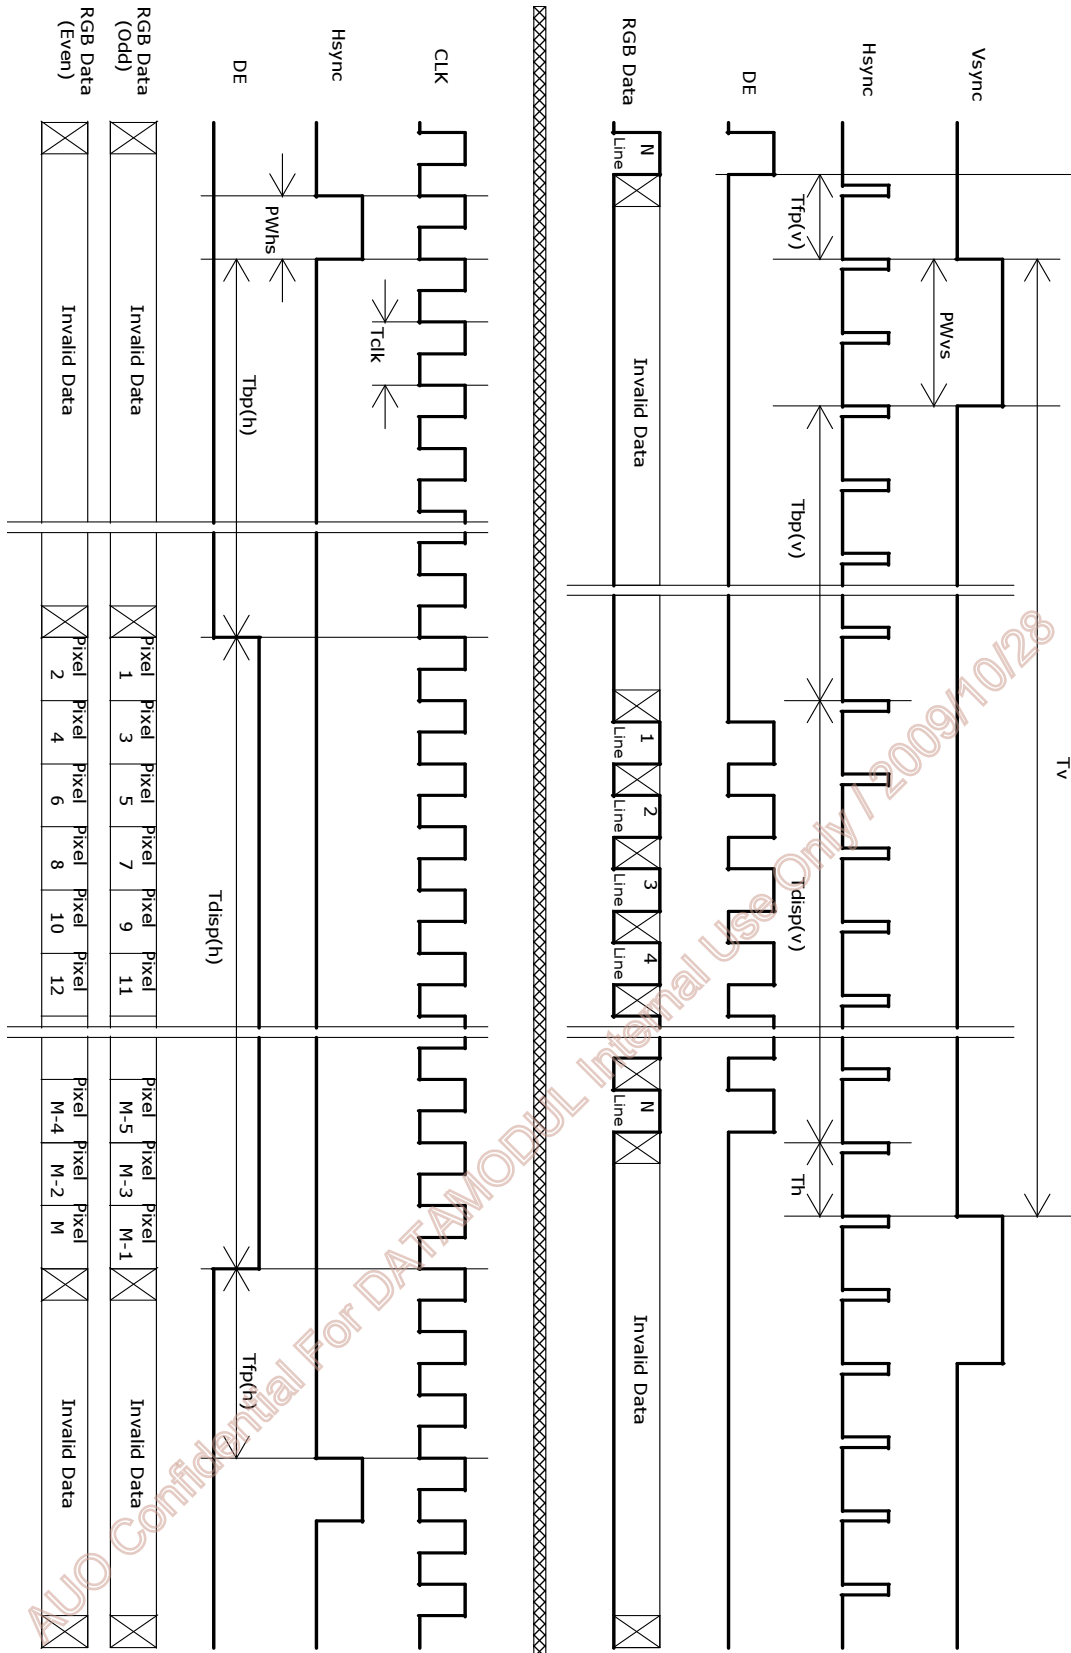 Vsync
Tv
Hsync
PWvs
Tfp(v)
Tbp(v)
Tdisp(v)
Th
DE
RGB Data
Line N
Invalid Data
Line 1
Line 2
Line 3
Line 4
Line N
Invalid Data
CLK
Tclk
Hsync
PWhs
DE
Tbp(h)
Tdisp(h)
Tfp(h)
RGB Data
(Odd)
Invalid Data
Pixel 1
Pixel 3
Pixel 5
Pixel 7
Pixel 9
Pixel 11
Pixel M-5
Pixel M-3
Pixel M-1
Invalid Data
RGB Data
(Even)
Invalid Data
Pixel 2
Pixel 4
Pixel 6
Pixel 8
Pixel 10
Pixel 12
Pixel M-4
Pixel M-2
Pixel M
Invalid Data
AUO Confidential For DATAMODUL Internal Use Only / 2009/10/28